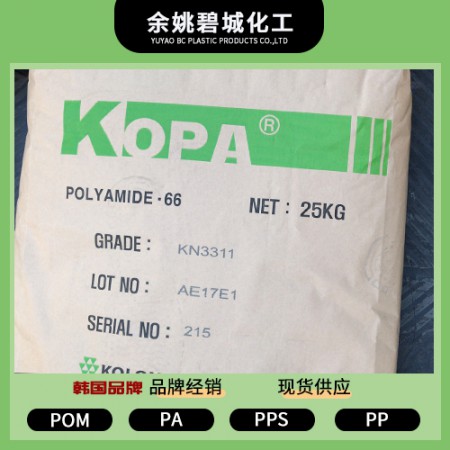 余姚碧城化工
YUYAO BC PLASTIC PRODUCTS CO.,LTD
KOPA®
POLYAMIDE-66 NET: 25KG
GRADE: KN3311
LOT NO: AE17E1
SERIAL NO: 215
韩国品牌 品牌经销 现货供应
POM PA PPS PP